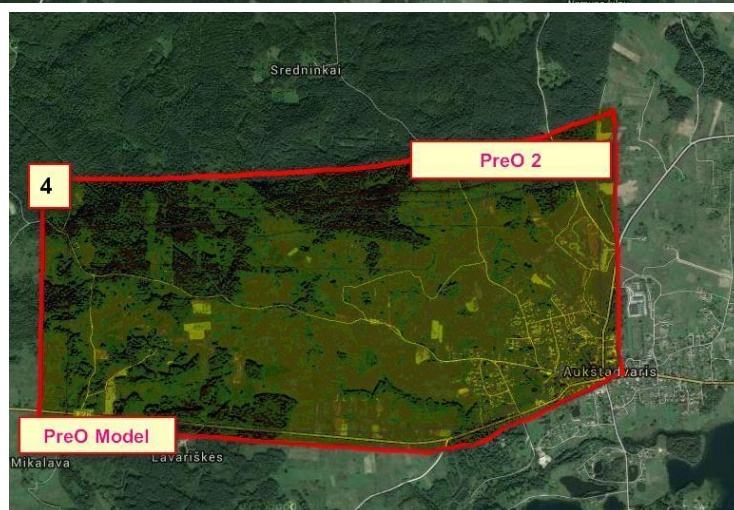 Sredninkai
PreO 2
4
Aukštadvaris
PreO Model
Mikalava
Lavariškės